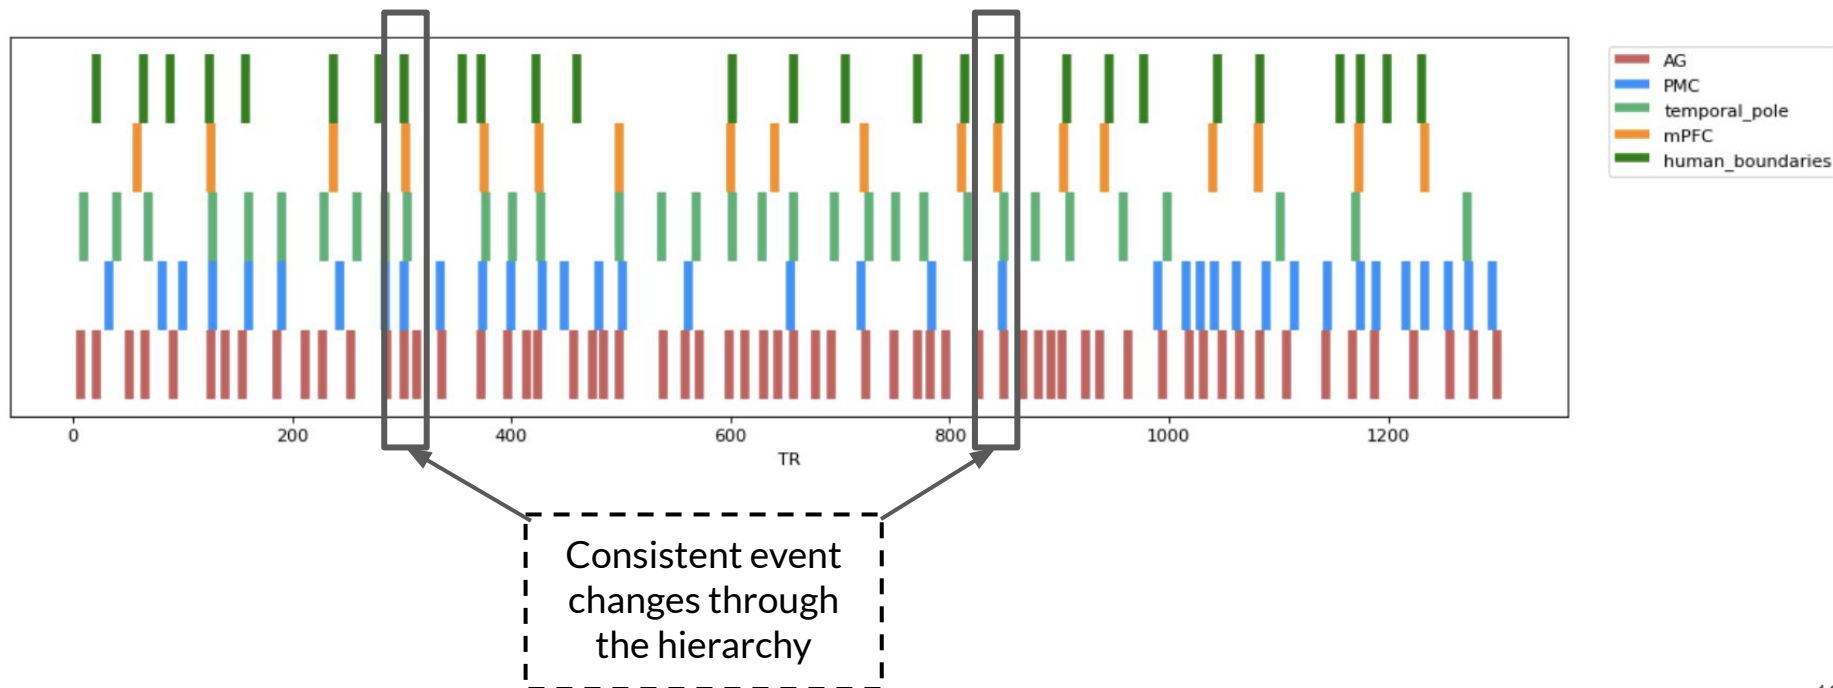 AG
PMC
temporal_pole
mPFC
human_boundaries
0 200 400 600 800 1000 1200
TR
Consistent event
changes through
the hierarchy